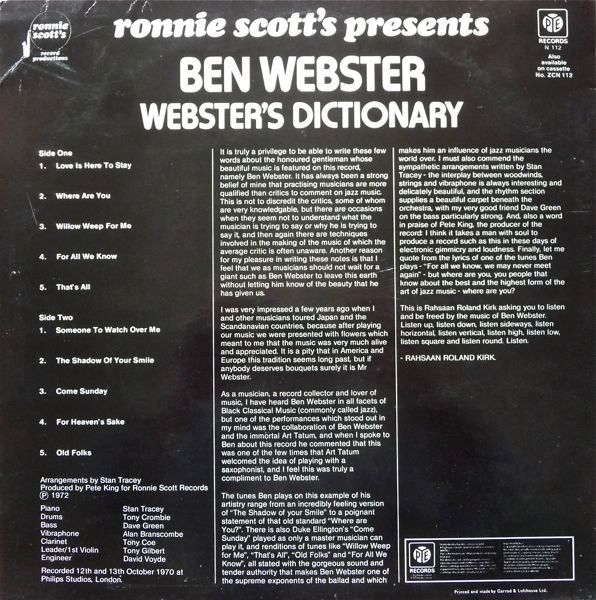 ronnie scott's presents
ronnie
scott's
record
productions
BEN WEBSTER
WEBSTER'S DICTIONARY
PYE
RECORDS
N 112
Also
available
on cassette
No. ZCN 112
Side One
1. Love Is Here To Stay
2. Where Are You
3. Willow Weep For Me
4. For All We Know
5. That's All
Side Two
1. Someone To Watch Over Me
2. The Shadow Of Your Smile
3. Come Sunday
4. For Heaven's Sake
5. Old Folks
Arrangements by Stan Tracey
Produced by Pete King for Ronnie Scott Records
Ⓟ 1972
Piano Stan Tracey
Drums Tony Crombie
Bass Dave Green
Vibraphone Alan Branscombe
Clarinet Tony Coe
Leader/1st Violin Tony Gilbert
Engineer David Voyde
Recorded 12th and 13th October 1970 at
Philips Studios, London.
It is truly a privilege to be able to write these few
words about the honoured gentleman whose
beautiful music is featured on this record,
namely Ben Webster. It has always been a strong
belief of mine that practising musicians are more
qualified than critics to comment on jazz music.
This is not to discredit the critics, some of whom
are very knowledgable, but there are occasions
when they seem not to understand what the
musician is trying to say or why he is trying to
say it, and then again there are techniques
involved in the making of the music of which the
average critic is often unaware. Another reason
for my pleasure in writing these notes is that I
feel that we as musicians should not wait for a
giant such as Ben Webster to leave this earth
without letting him know of the beauty that he
has given us.
I was very impressed a few years ago when I
and other musicians toured Japan and the
Scandanavian countries, because after playing
our music we were presented with flowers which
meant to me that the music was very much alive
and appreciated. It is a pity that in America and
Europe this tradition seems long past, but if
anybody deserves bouquets surely it is Mr
Webster.
As a musician, a record collector and lover of
music, I have heard Ben Webster in all facets of
Black Classical Music (commonly called jazz),
but one of the performances which stood out in
my mind was the collaboration of Ben Webster
and the immortal Art Tatum, and when I spoke to
Ben about this record he commented that this
was one of the few times that Art Tatum
welcomed the idea of playing with a
saxophonist, and I feel this was truly a
compliment to Ben Webster.
The tunes Ben plays on this example of his
artistry range from an incredibly feeling version
of "The Shadow of your Smile" to a poignant
statement of that old standard "Where are
You?". There is also Duke Ellington's "Come
Sunday" played as only a master musician can
play it, and renditions of tunes like "Willow Weep
for Me", "That's All", "Old Folks" and "For All We
Know", all stated with the gorgeous sound and
tender authority that makes Ben Webster one of
the supreme exponents of the ballad and which
makes him an influence of jazz musicians the
world over. I must also commend the
sympathetic arrangements written by Stan
Tracey - the interplay between woodwinds,
strings and vibraphone is always interesting and
delicately beautiful, and the rhythm section
supplies a beautiful carpet beneath the
orchestra, with my very good friend Dave Green
on the bass particularly strong. And, also a word
in praise of Pete King, the producer of the
record: I think it takes a man with soul to
produce a record such as this in these days of
electronic gimmicry and loudness. Finally, let me
quote from the lyrics of one of the tunes Ben
plays - "For all we know, we may never meet
again" - but where are you, you people that
know about the best and the highest form of the
art of jazz music - where are you?
This is Rahsaan Roland Kirk asking you to listen
and be freed by the music of Ben Webster.
Listen up, listen down, listen sideways, listen
horizontal, listen vertical, listen high, listen low,
listen square and listen round. Listen.
- RAHSAAN ROLAND KIRK.
PYE
RECORDS
Printed and made by Garrod & Lofthouse Ltd.